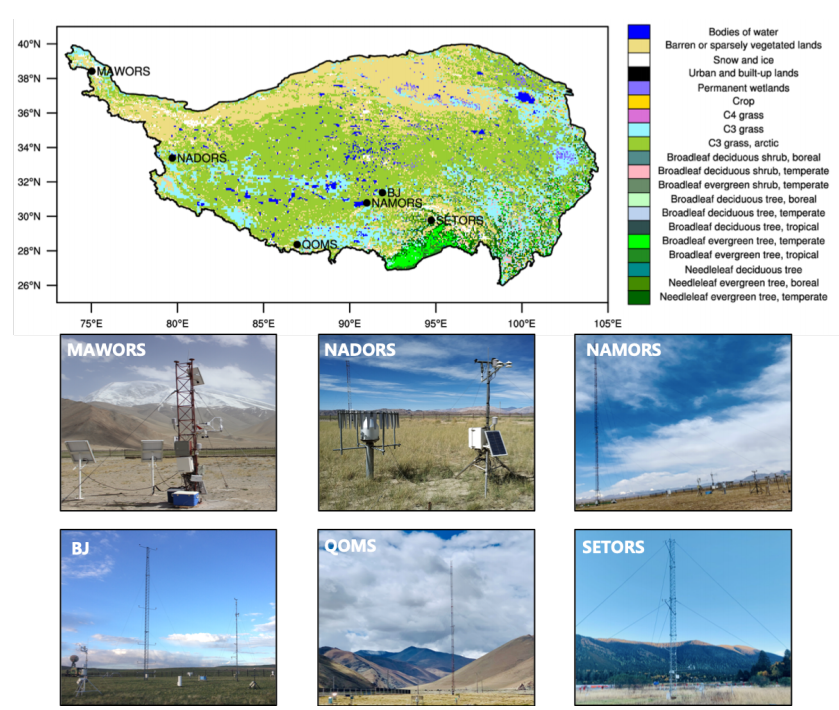 40°N
38°N
36°N
34°N
32°N
30°N
28°N
26°N
MAWORS
NADORS
BJ
NAMORS
SETORS
QOMS
75°E 80°E 85°E 90°E 95°E 100°E 105°E
Bodies of water
Barren or sparsely vegetated lands
Snow and ice
Urban and built-up lands
Permanent wetlands
Crop
C4 grass
C3 grass
C3 grass, arctic
Broadleaf deciduous shrub, boreal
Broadleaf deciduous shrub, temperate
Broadleaf evergreen shrub, temperate
Broadleaf deciduous tree, boreal
Broadleaf deciduous tree, temperate
Broadleaf deciduous tree, tropical
Broadleaf evergreen tree, temperate
Broadleaf evergreen tree, tropical
Needleleaf deciduous tree
Needleleaf evergreen tree, boreal
Needleleaf evergreen tree, temperate
MAWORS
NADORS
NAMORS
BJ
QOMS
SETORS